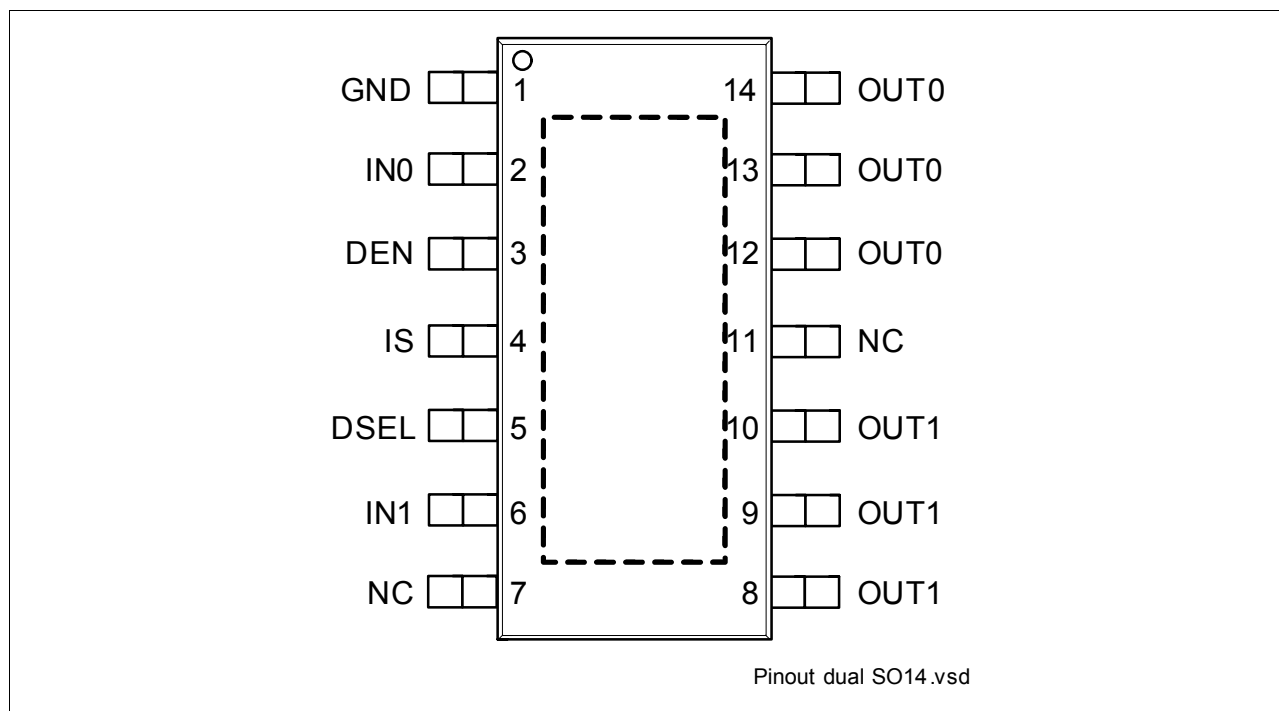 GND 1 14 OUT0
IN0 2 13 OUT0
DEN 3 12 OUT0
IS 4 11 NC
DSEL 5 10 OUT1
IN1 6 9 OUT1
NC 7 8 OUT1
Pinout dual SO14.vsd